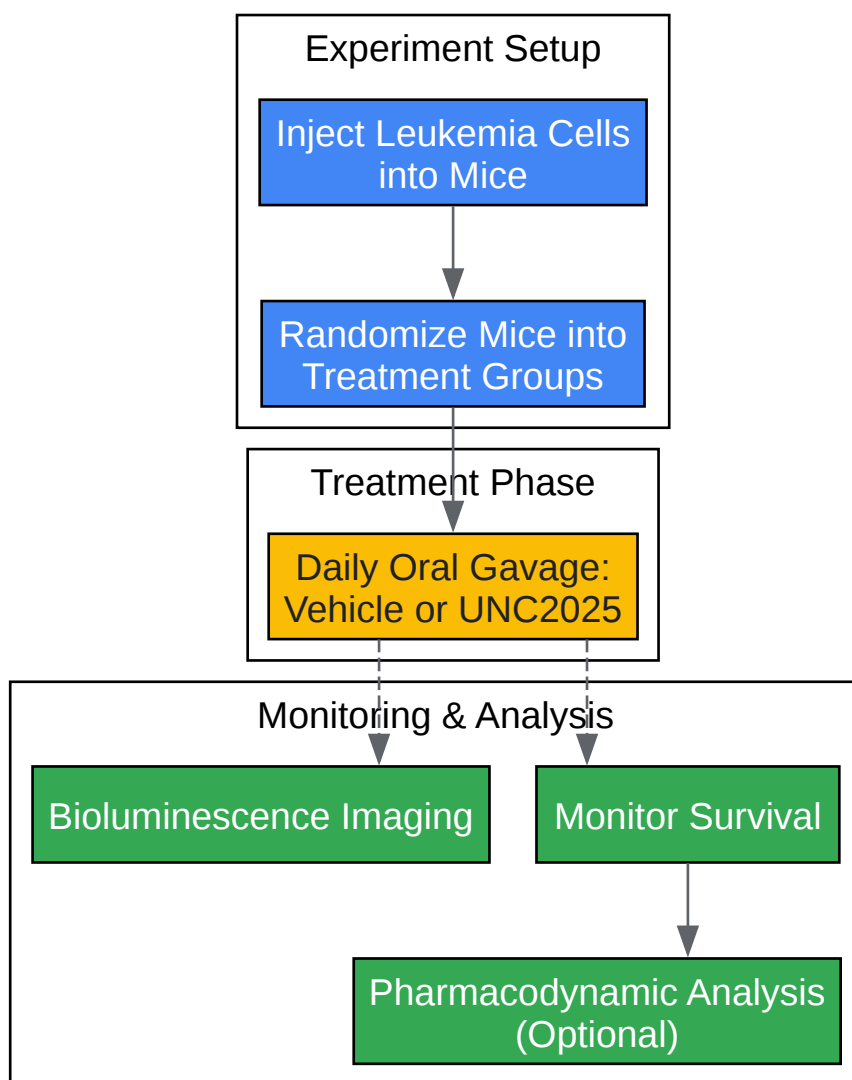 Experiment Setup
Inject Leukemia Cells
into Mice
Randomize Mice into
Treatment Groups
Treatment Phase
Daily Oral Gavage:
Vehicle or UNC2025
Monitoring & Analysis
Bioluminescence Imaging
Monitor Survival
Pharmacodynamic Analysis
(Optional)